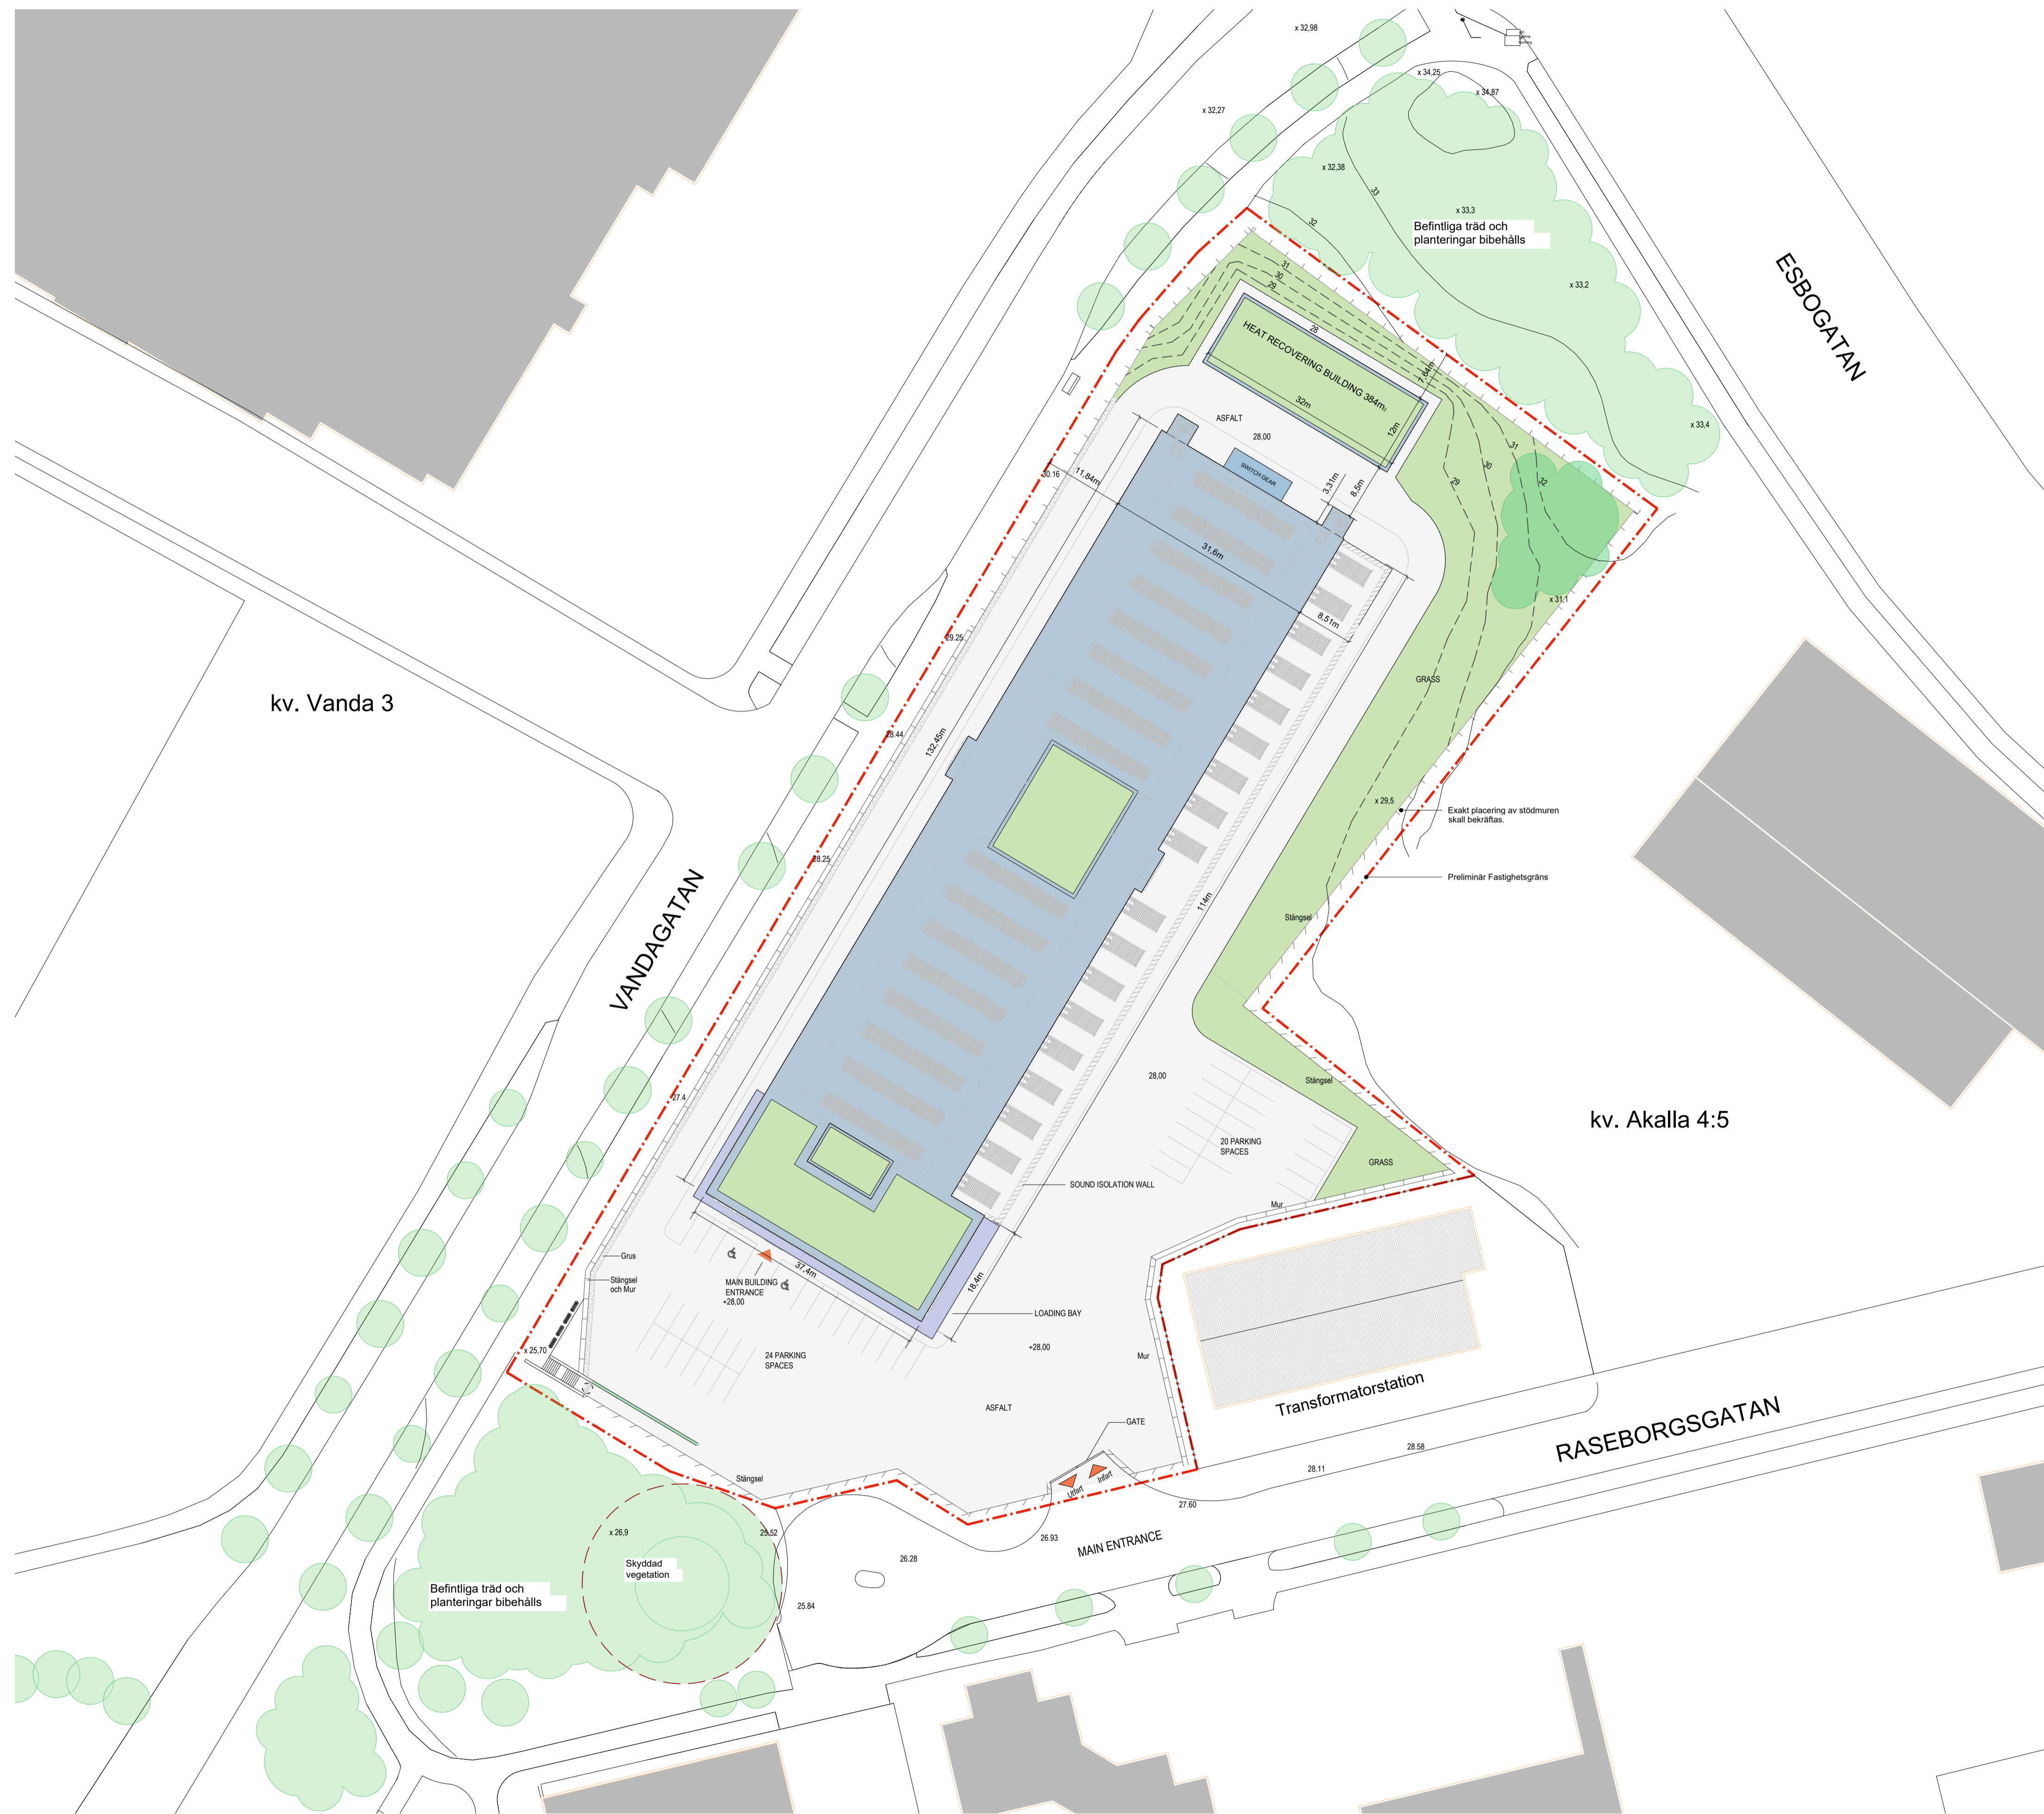 x 32,98
x 34,25
x 34,87
x 32,27
x 32,38
33
x 33,3
Befintliga träd och
planteringar bibehålls
32
31
30
29
x 33,2
ESBOGATAN
28
HEAT RECOVERING BUILDING 384m2
7,64m
32m
12m
ASFALT
28,00
x 33,4
31
30
29
32
30.16
11,84m
SWITCH GEAR
3,31m
8,5m
31,6m
x 31,1
8,51m
29.25
GRASS
kv. Vanda 3
28.44
132,45m
x 29,5
Exakt placering av stödmuren
skall bekräftas.
28.25
Preliminär Fastighetsgräns
114m
Stängsel
VANDAGATAN
28,00
Stängsel
27.4
kv. Akalla 4:5
20 PARKING
SPACES
GRASS
SOUND ISOLATION WALL
Mur
Grus
Stängsel
och Mur
MAIN BUILDING
ENTRANCE
+28,00
37.4m
18,4m
LOADING BAY
+28,00
x 25,70
24 PARKING
SPACES
Mur
Transformatorstation
ASFALT
GATE
RASEBORGSGATAN
28.58
28.11
Stängsel
Infart
Utfart
27.60
x 26,9
25.52
26.93
MAIN ENTRANCE
26.28
Skyddad
vegetation
Befintliga träd och
planteringar bibehålls
25.84